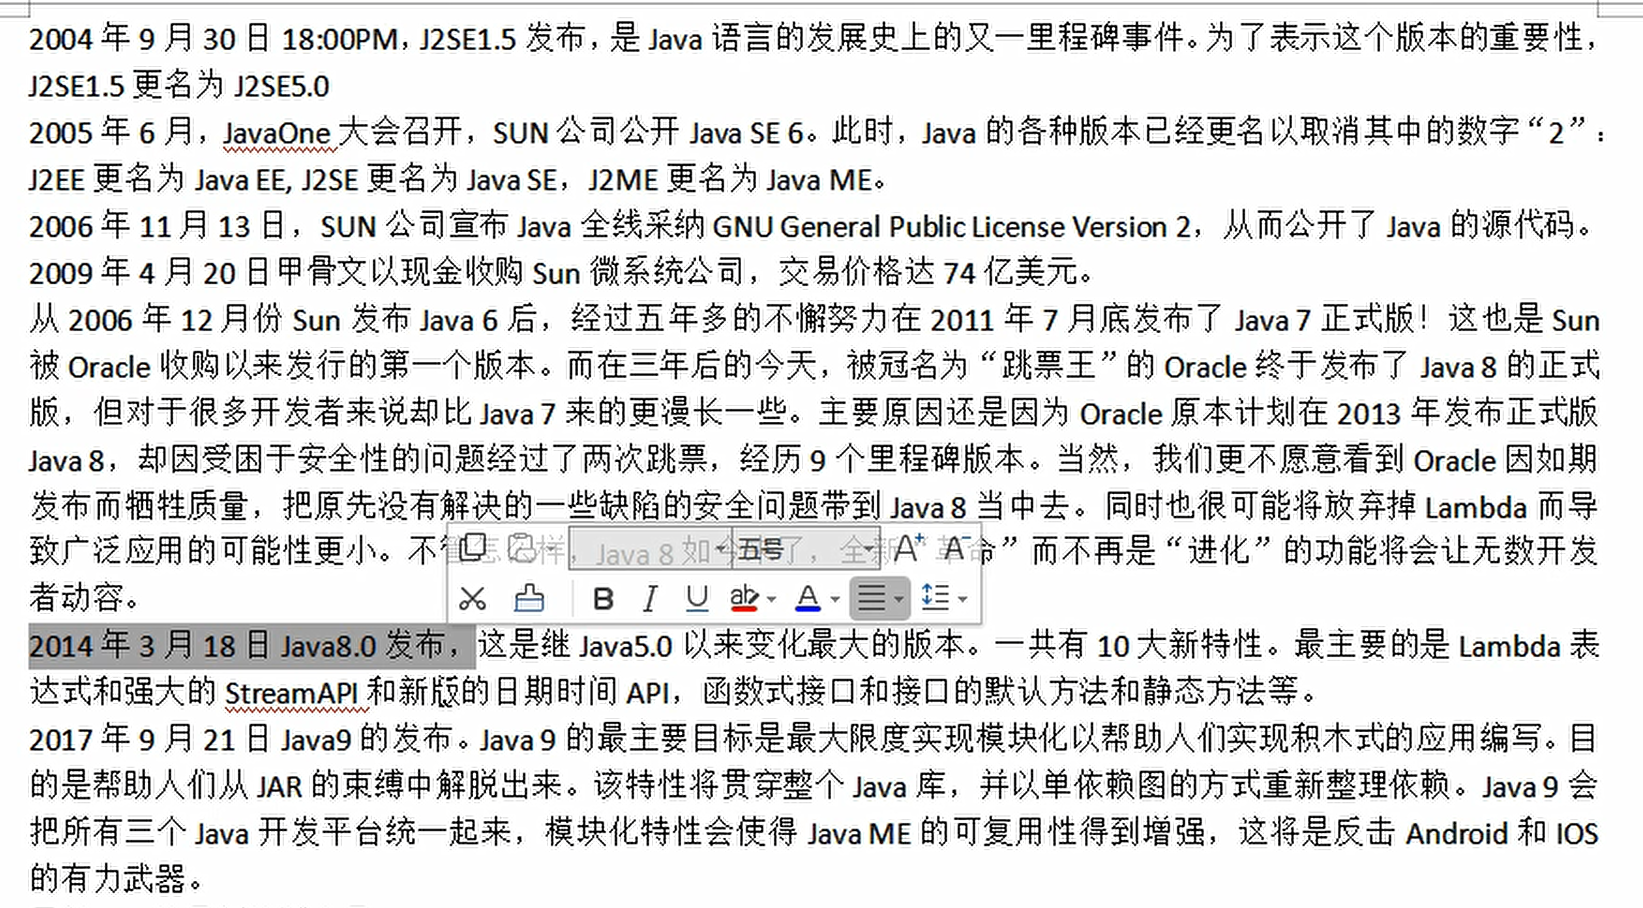 2004 年 9 月 30 日 18:00PM，J2SE1.5 发布，是 Java 语言的发展史上的又一里程碑事件。为了表示这个版本的重要性，
J2SE1.5 更名为 J2SE5.0
2005 年 6 月，JavaOne 大会召开，SUN 公司公开 Java SE 6。此时，Java 的各种版本已经更名以取消其中的数字“2”：
J2EE 更名为 Java EE, J2SE 更名为 Java SE，J2ME 更名为 Java ME。
2006 年 11 月 13 日，SUN 公司宣布 Java 全线采纳 GNU General Public License Version 2，从而公开了 Java 的源代码。
2009 年 4 月 20 日甲骨文以现金收购 Sun 微系统公司，交易价格达 74 亿美元。
从 2006 年 12 月份 Sun 发布 Java 6 后，经过五年多的不懈努力在 2011 年 7 月底发布了 Java 7 正式版！这也是 Sun
被 Oracle 收购以来发行的第一个版本。而在三年后的今天，被冠名为“跳票王”的 Oracle 终于发布了 Java 8 的正式
版，但对于很多开发者来说却比 Java 7 来的更漫长一些。主要原因还是因为 Oracle 原本计划在 2013 年发布正式版
Java 8，却因受困于安全性的问题经过了两次跳票，经历 9 个里程碑版本。当然，我们更不愿意看到 Oracle 因如期
发布而牺牲质量，把原先没有解决的一些缺陷的安全问题带到 Java 8 当中去。同时也很可能将放弃掉 Lambda 而导
致广泛应用的可能性更小。不管怎样，Java 8 如 了，全新“革命”而不再是“进化”的功能将会让无数开发
五号 A+ A-
者动容。
B I U ab A
2014 年 3 月 18 日 Java8.0 发布，这是继 Java5.0 以来变化最大的版本。一共有 10 大新特性。最主要的是 Lambda 表
达式和强大的 StreamAPI 和新版的日期时间 API，函数式接口和接口的默认方法和静态方法等。
2017 年 9 月 21 日 Java9 的发布。Java 9 的最主要目标是最大限度实现模块化以帮助人们实现积木式的应用编写。目
的是帮助人们从 JAR 的束缚中解脱出来。该特性将贯穿整个 Java 库，并以单依赖图的方式重新整理依赖。Java 9 会
把所有三个 Java 开发平台统一起来，模块化特性会使得 Java ME 的可复用性得到增强，这将是反击 Android 和 IOS
的有力武器。